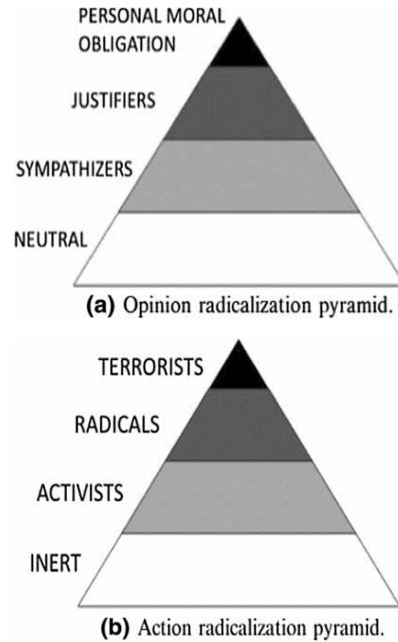 PERSONAL MORAL
OBLIGATION
JUSTIFIERS
SYMPATHIZERS
NEUTRAL
(a) Opinion radicalization pyramid.
TERRORISTS
RADICALS
ACTIVISTS
INERT
(b) Action radicalization pyramid.